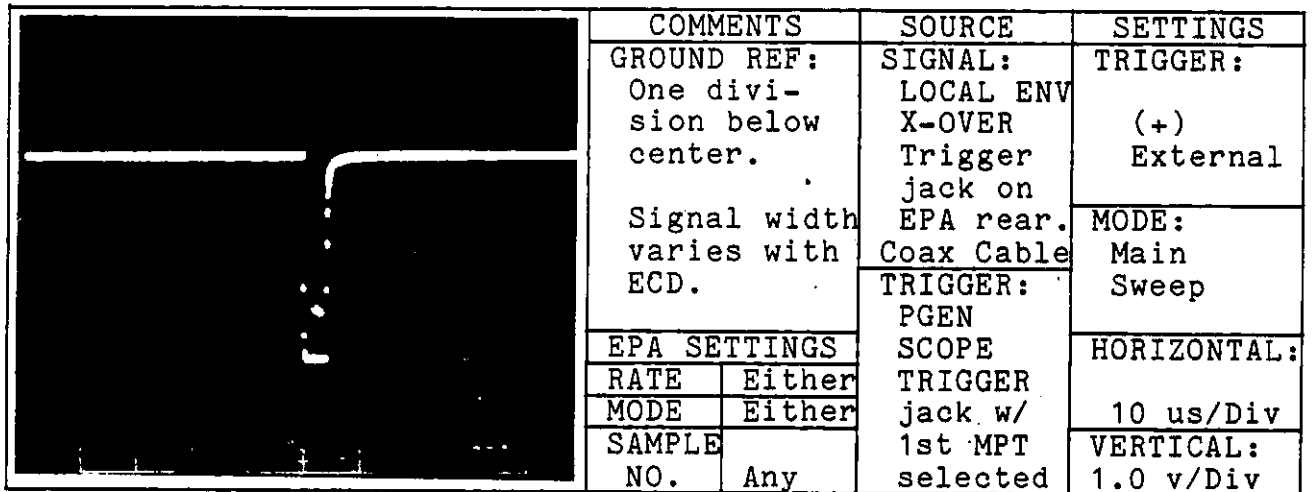 COMMENTS
GROUND REF:
One divi-
sion below
center.
Signal width
varies with
ECD.
EPA SETTINGS
RATE Either
MODE Either
SAMPLE
NO. Any
SOURCE
SIGNAL:
LOCAL ENV
X-OVER
Trigger
jack on
EPA rear.
Coax Cable
TRIGGER:
PGEN
SCOPE
TRIGGER
jack w/
1st MPT
selected
SETTINGS
TRIGGER:
(+)
External
MODE:
Main
Sweep
HORIZONTAL:
10 us/Div
VERTICAL:
1.0 v/Div